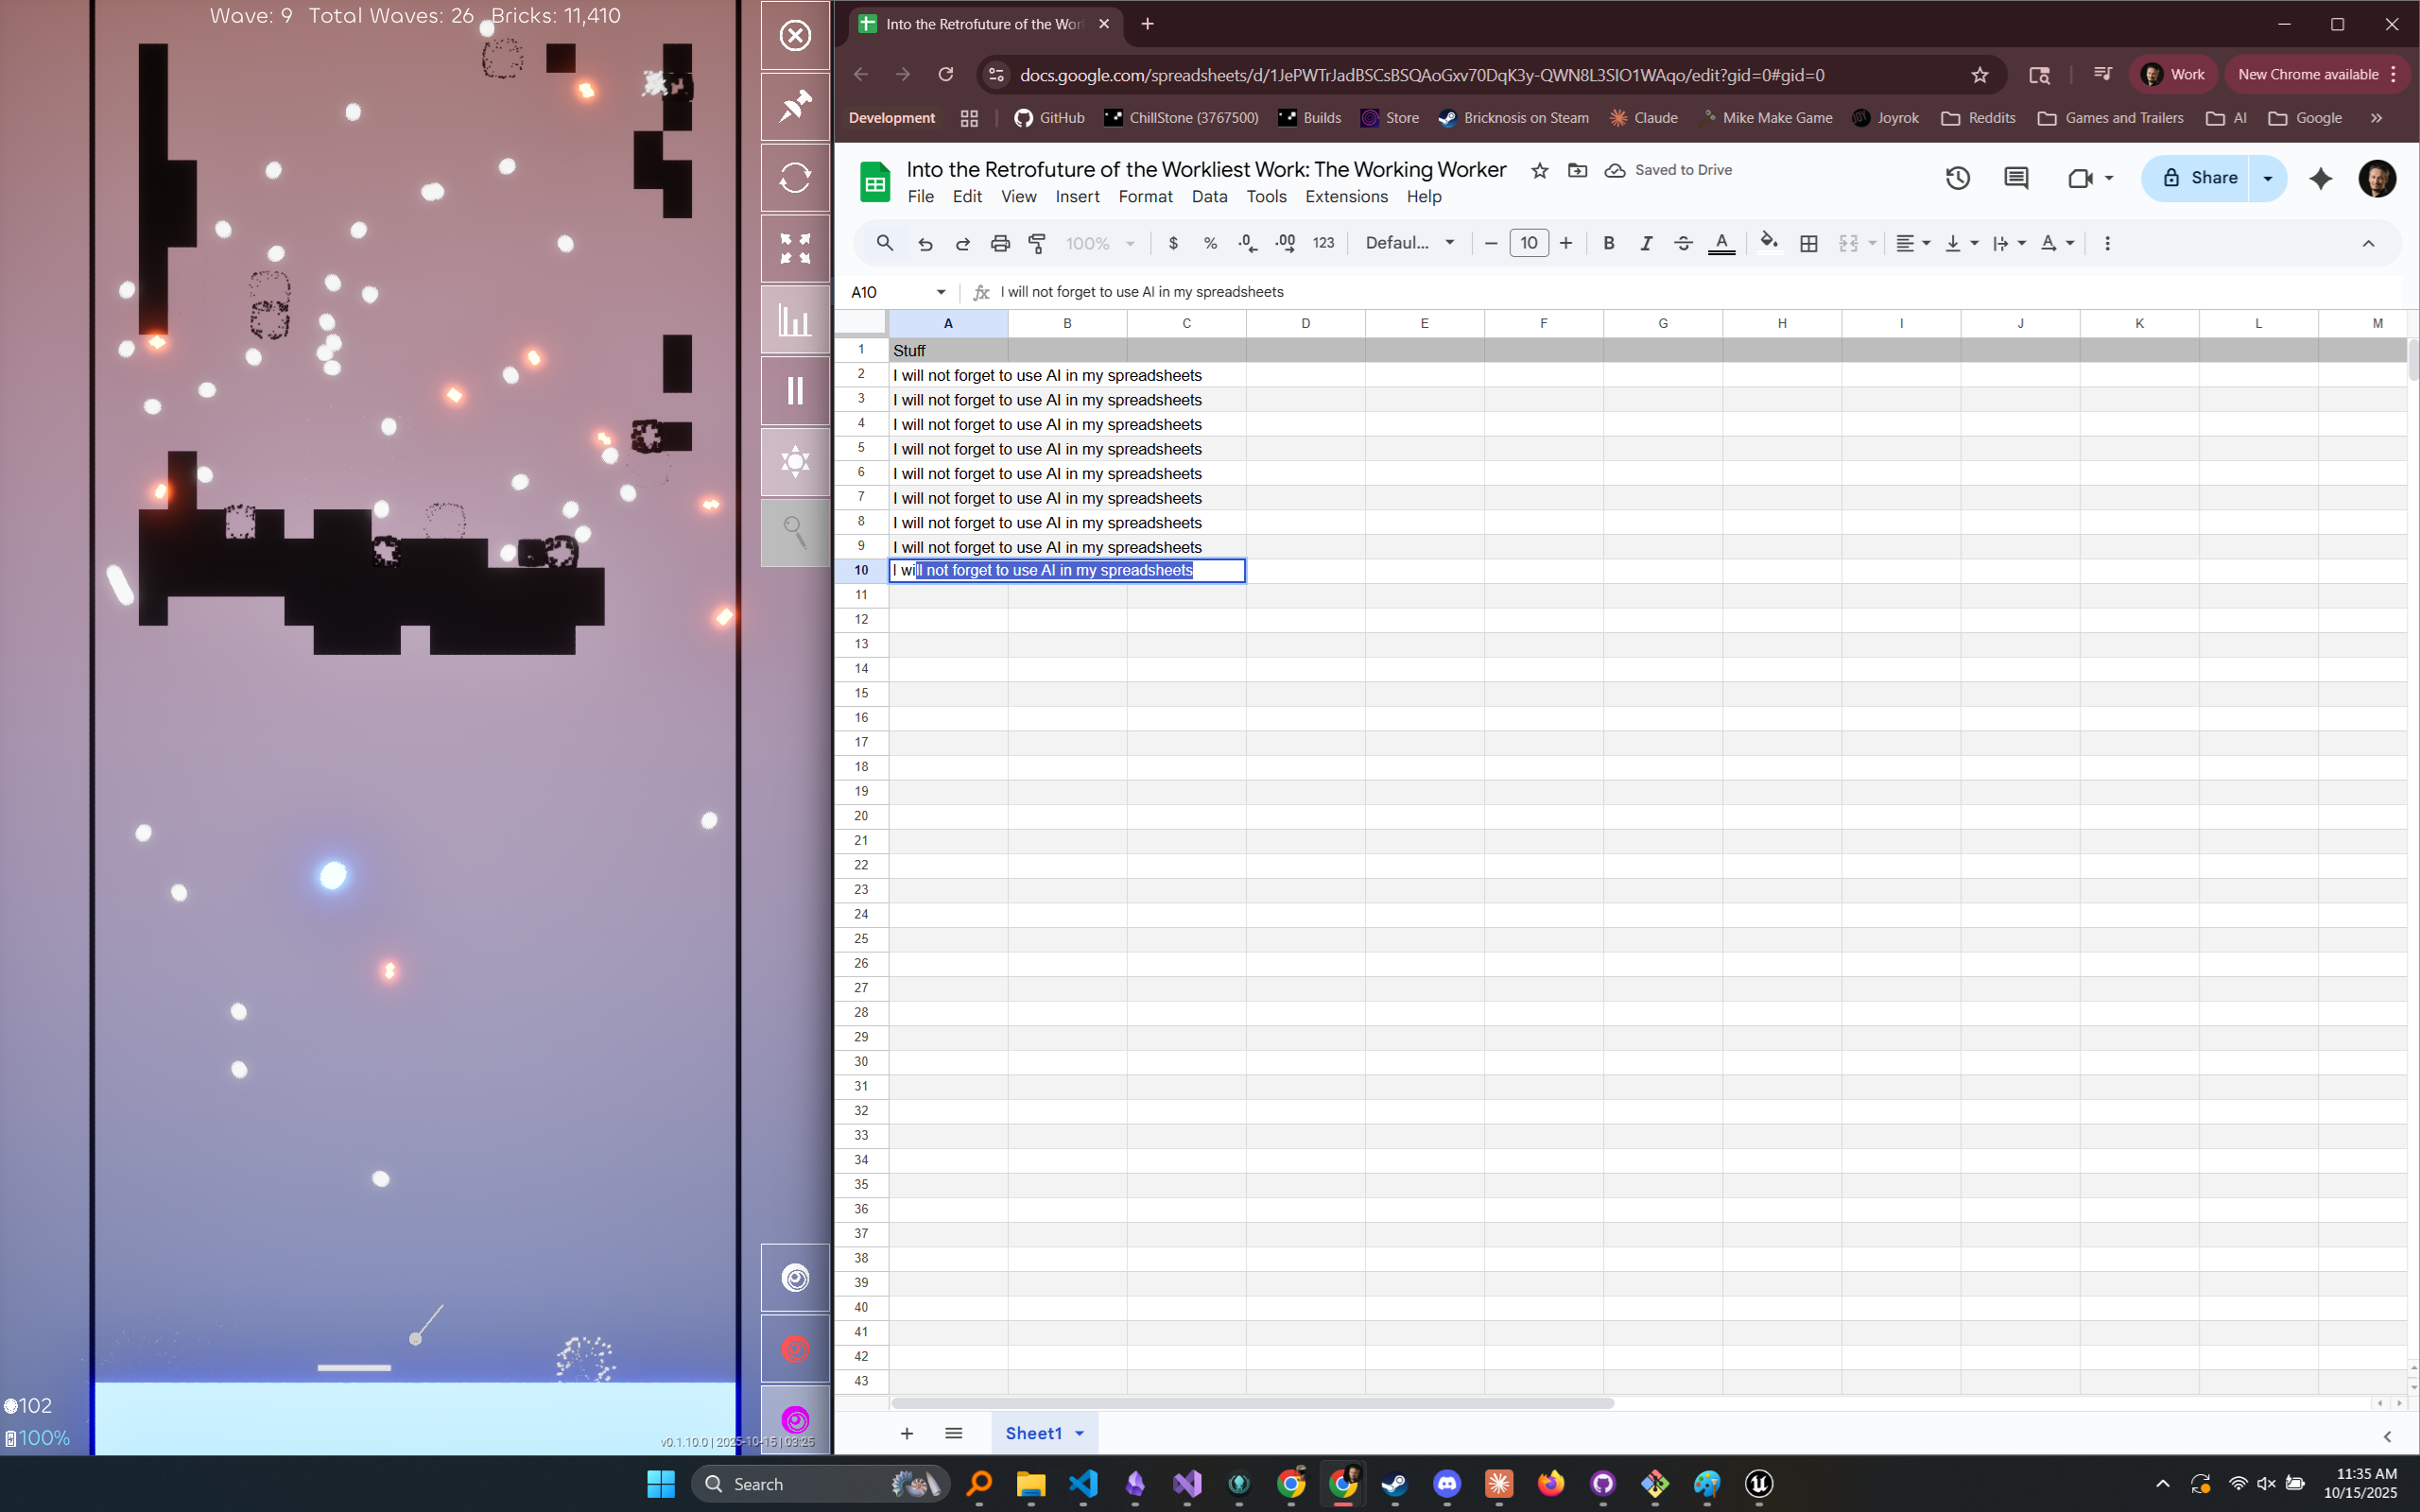 Wave: 9 Total Waves: 26 Bricks: 11,410
102
100%
v0.1.10.0 | 2025-10-15 | 03:25
Into the Retrofuture of the Wor
docs.google.com/spreadsheets/d/1JePWTrJadBSCsBSQAoGxv70DqK3y-QWN8L3SIO1WAqo/edit?gid=0#gid=0
Work
New Chrome available
Development
GitHub
ChillStone (3767500)
Builds
Store
Bricknosis on Steam
Claude
Mike Make Game
Joyrok
Reddits
Games and Trailers
AI
Google
Into the Retrofuture of the Workliest Work: The Working Worker
Saved to Drive
File Edit View Insert Format Data Tools Extensions Help
Share
100% $ % .0 .00 123 Defaul... 10 B I A A
A10 fx I will not forget to use AI in my spreadsheets
A B C D E F G H I J K L M
1 Stuff
2 I will not forget to use AI in my spreadsheets
3 I will not forget to use AI in my spreadsheets
4 I will not forget to use AI in my spreadsheets
5 I will not forget to use AI in my spreadsheets
6 I will not forget to use AI in my spreadsheets
7 I will not forget to use AI in my spreadsheets
8 I will not forget to use AI in my spreadsheets
9 I will not forget to use AI in my spreadsheets
10 I will not forget to use AI in my spreadsheets
11
12
13
14
15
16
17
18
19
20
21
22
23
24
25
26
27
28
29
30
31
32
33
34
35
36
37
38
39
40
41
42
43
Sheet1
Search
11:35 AM
10/15/2025